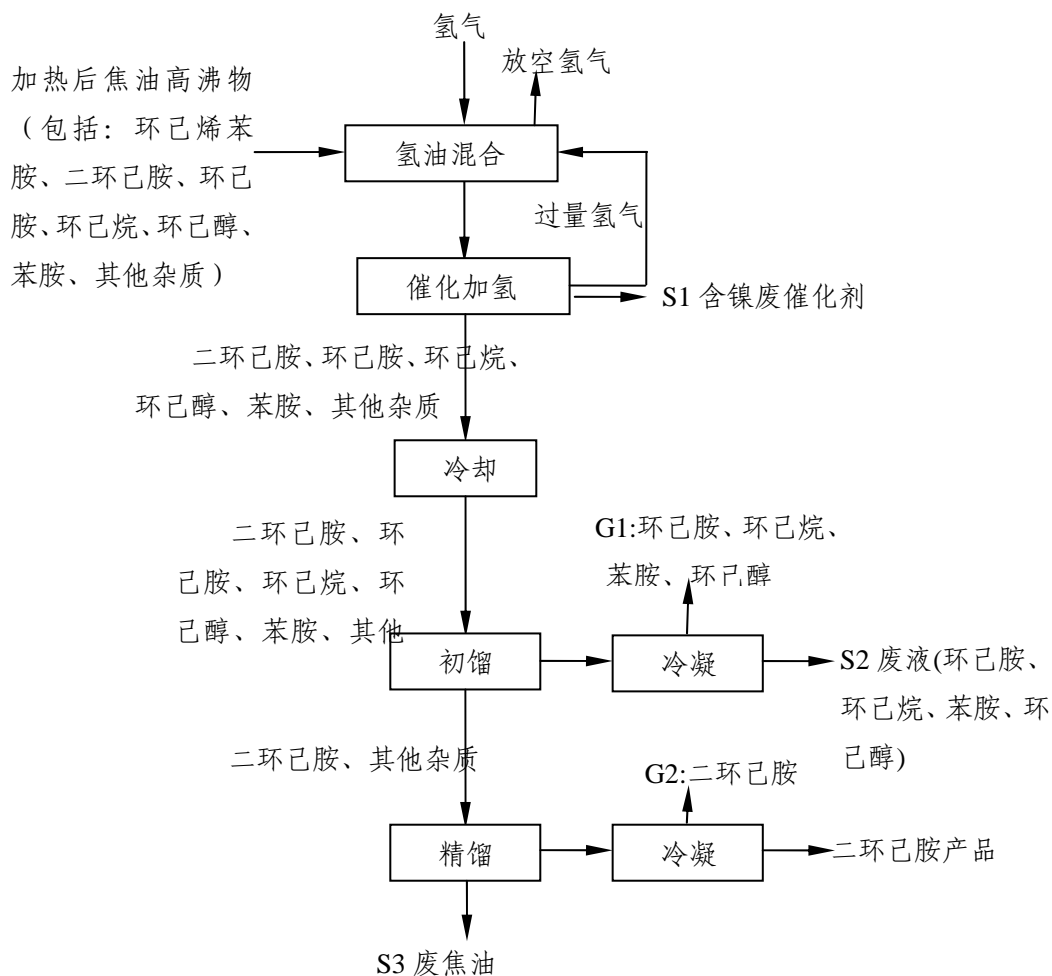 氢气
放空氢气
加热后焦油高沸物
（包括：环己烯苯
胺、二环己胺、环己
胺、环己烷、环己醇、
苯胺、其他杂质）
氢油混合
过量氢气
催化加氢
S1 含镍废催化剂
二环己胺、环己胺、环己烷、
环己醇、苯胺、其他杂质
冷却
二环己胺、环
己胺、环己烷、环
己醇、苯胺、其他
G1:环己胺、环己烷、
苯胺、环己醇
初馏
冷凝
S2 废液(环己胺、
环己烷、苯胺、环
己醇)
二环己胺、其他杂质
G2:二环己胺
精馏
冷凝
二环己胺产品
S3 废焦油